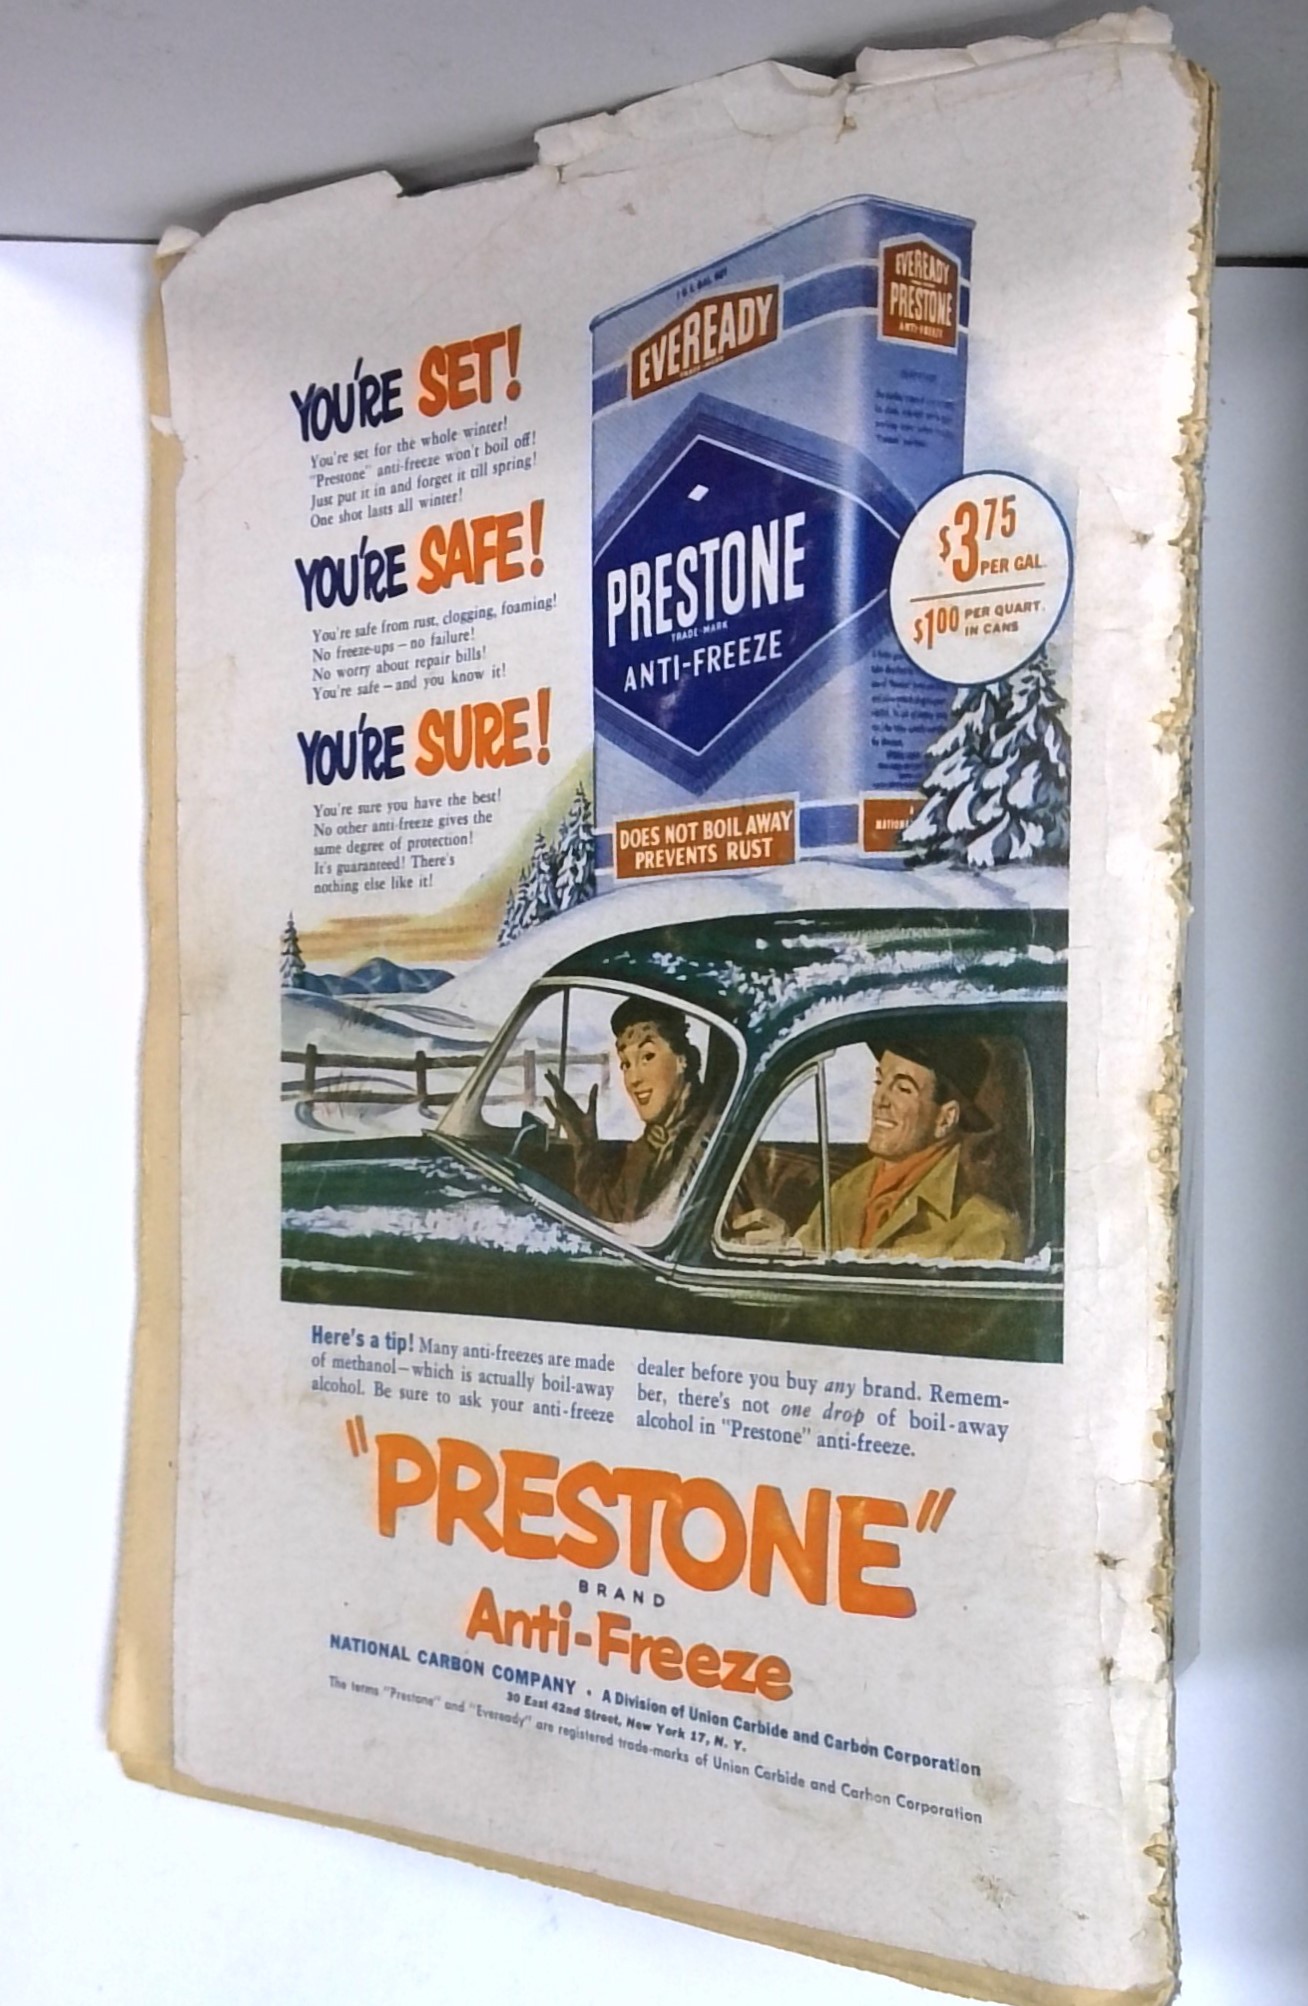 YOU'RE SET!
You're set for the whole winter!
"Prestone" anti-freeze won't boil off!
Just put it in and forget it till spring!
One shot lasts all winter!
YOU'RE SAFE!
You're safe from rust, clogging, foaming!
No freeze-ups—no failure!
No worry about repair bills!
You're safe—and you know it!
YOU'RE SURE!
You're sure you have the best!
No other anti-freeze gives the
same degree of protection!
It's guaranteed! There's
nothing else like it!
EVEREADY
TRADE-MARK
PRESTONE
TRADE-MARK
ANTI-FREEZE
DOES NOT BOIL AWAY
PREVENTS RUST
EVEREADY
PRESTONE
ANTI-FREEZE
$3.75
PER GAL.
$1.00 PER QUART.
IN CANS
Here's a tip! Many anti-freezes are made
of methanol—which is actually boil-away
alcohol. Be sure to ask your anti-freeze
dealer before you buy any brand. Remem-
ber, there's not one drop of boil-away
alcohol in "Prestone" anti-freeze.
"PRESTONE"
BRAND
Anti-Freeze
NATIONAL CARBON COMPANY • A Division of Union Carbide and Carbon Corporation
30 East 42nd Street, New York 17, N. Y.
The terms "Prestone" and "Eveready" are registered trade-marks of Union Carbide and Carbon Corporation